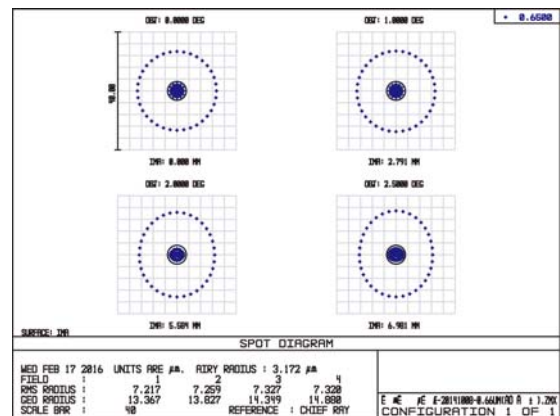 OBJ: 0.0000 DEG
OBJ: 1.0000 DEG
0.6500
40.00
IMA: 0.000 MM
IMA: 2.791 MM
OBJ: 2.0000 DEG
OBJ: 2.5000 DEG
IMA: 5.584 MM
IMA: 6.981 MM
SURFACE: IMA
SPOT DIAGRAM
WED FEB 17 2016 UNITS ARE µm. AIRY RADIUS : 3.172 µm
FIELD : 1 2 3 4
RMS RADIUS : 7.217 7.259 7.327 7.320
GEO RADIUS : 13.367 13.827 14.349 14.880
SCALE BAR : 40 REFERENCE : CHIEF RAY
CONFIGURATION 1 OF 1